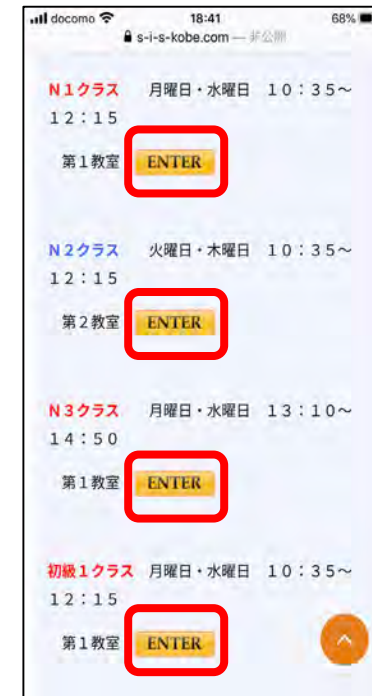 docomo 18:41 68%
s-i-s-kobe.com — 非公開
N1クラス 月曜日・水曜日 10:35~
12:15
第1教室 ENTER
N2クラス 火曜日・木曜日 10:35~
12:15
第2教室 ENTER
N3クラス 月曜日・水曜日 13:10~
14:50
第1教室 ENTER
初級1クラス 月曜日・水曜日 10:35~
12:15
第1教室 ENTER